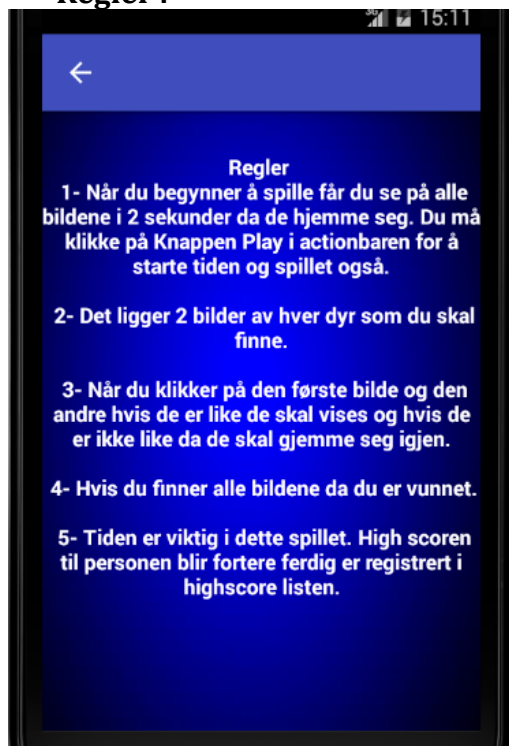 Regler :
3G 15:11
Regler
1- Når du begynner å spille får du se på alle
bildene i 2 sekunder da de hjemme seg. Du må
klikke på Knappen Play i actionbaren for å
starte tiden og spillet også.
2- Det ligger 2 bilder av hver dyr som du skal
finne.
3- Når du klikker på den første bilde og den
andre hvis de er like de skal vises og hvis de
er ikke like da de skal gjemme seg igjen.
4- Hvis du finner alle bildene da du er vunnet.
5- Tiden er viktig i dette spillet. High scoren
til personen blir fortere ferdig er registrert i
highscore listen.